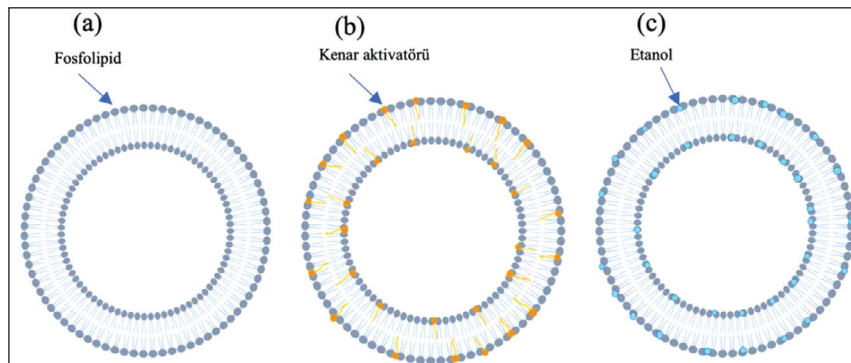 (a)
Fosfolipid
(b)
Kenar aktivatörü
(c)
Etanol